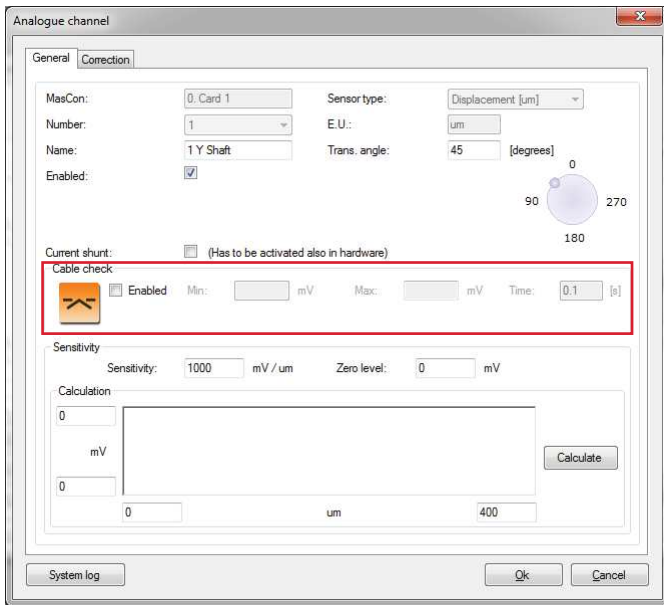 Analogue channel
General Correction
MasCon: 0. Card 1 Sensor type: Displacement [um]
Number: 1 E.U.: um
Name: 1 Y Shaft Trans. angle: 45 [degrees]
Enabled:
0
90 270
180
Current shunt: (Has to be activated also in hardware)
Cable check
Enabled Min: mV Max: mV Time: 0.1 [s]
Sensitivity
Sensitivity: 1000 mV / um Zero level: 0 mV
Calculation
0
mV
Calculate
0
0 um 400
System log Ok Cancel